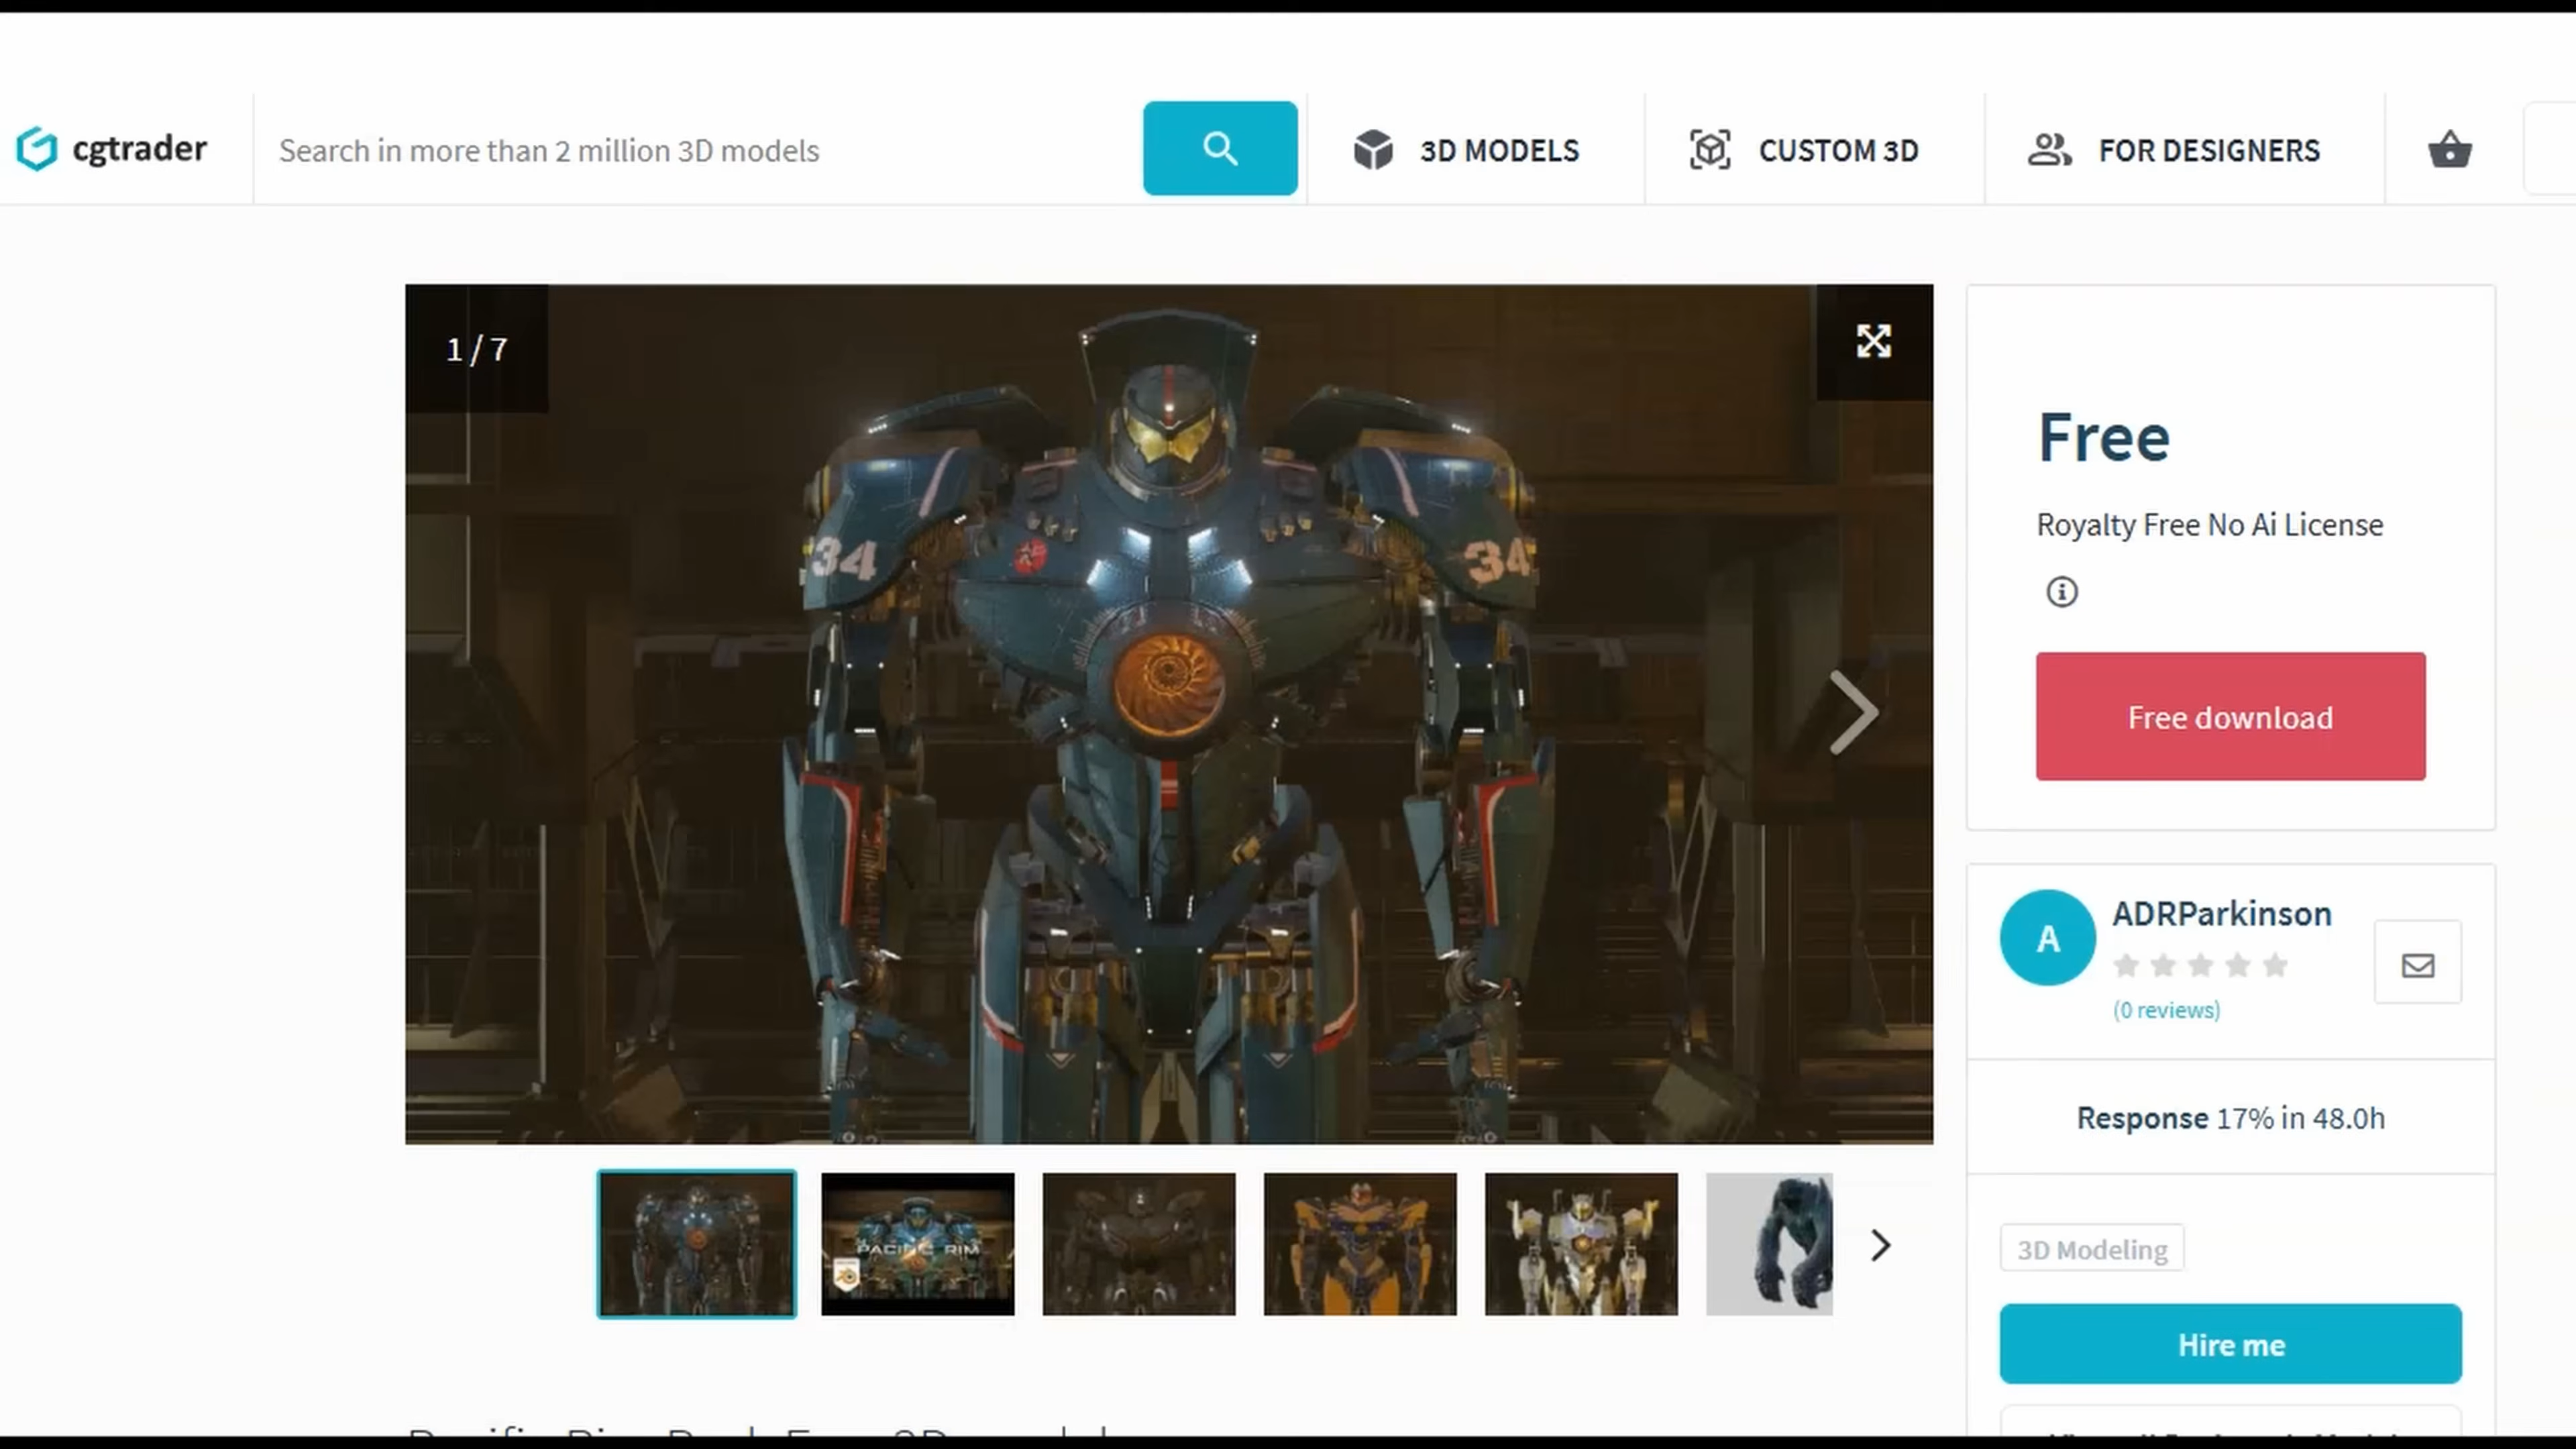 cgtrader
Search in more than 2 million 3D models
3D MODELS
CUSTOM 3D
FOR DESIGNERS
1 / 7
34
34
Free
Royalty Free No Ai License
Free download
A
ADRParkinson
(0 reviews)
Response 17% in 48.0h
PACIFIC RIM
3D Modeling
Hire me